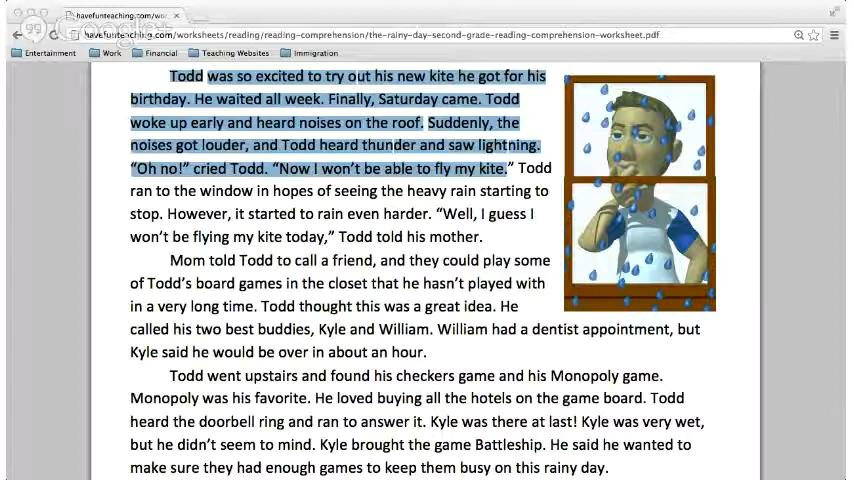 havefunteaching.com/wor
Google+
havefunteaching.com/worksheets/reading/reading-comprehension/the-rainy-day-second-grade-reading-comprehension-worksheet.pdf
Entertainment Work Financial Teaching Websites Immigration
Todd was so excited to try out his new kite he got for his
birthday. He waited all week. Finally, Saturday came. Todd
woke up early and heard noises on the roof. Suddenly, the
noises got louder, and Todd heard thunder and saw lightning.
“Oh no!” cried Todd. “Now I won’t be able to fly my kite.” Todd
ran to the window in hopes of seeing the heavy rain starting to
stop. However, it started to rain even harder. “Well, I guess I
won’t be flying my kite today,” Todd told his mother.
Mom told Todd to call a friend, and they could play some
of Todd’s board games in the closet that he hasn’t played with
in a very long time. Todd thought this was a great idea. He
called his two best buddies, Kyle and William. William had a dentist appointment, but
Kyle said he would be over in about an hour.
Todd went upstairs and found his checkers game and his Monopoly game.
Monopoly was his favorite. He loved buying all the hotels on the game board. Todd
heard the doorbell ring and ran to answer it. Kyle was there at last! Kyle was very wet,
but he didn’t seem to mind. Kyle brought the game Battleship. He said he wanted to
make sure they had enough games to keep them busy on this rainy day.